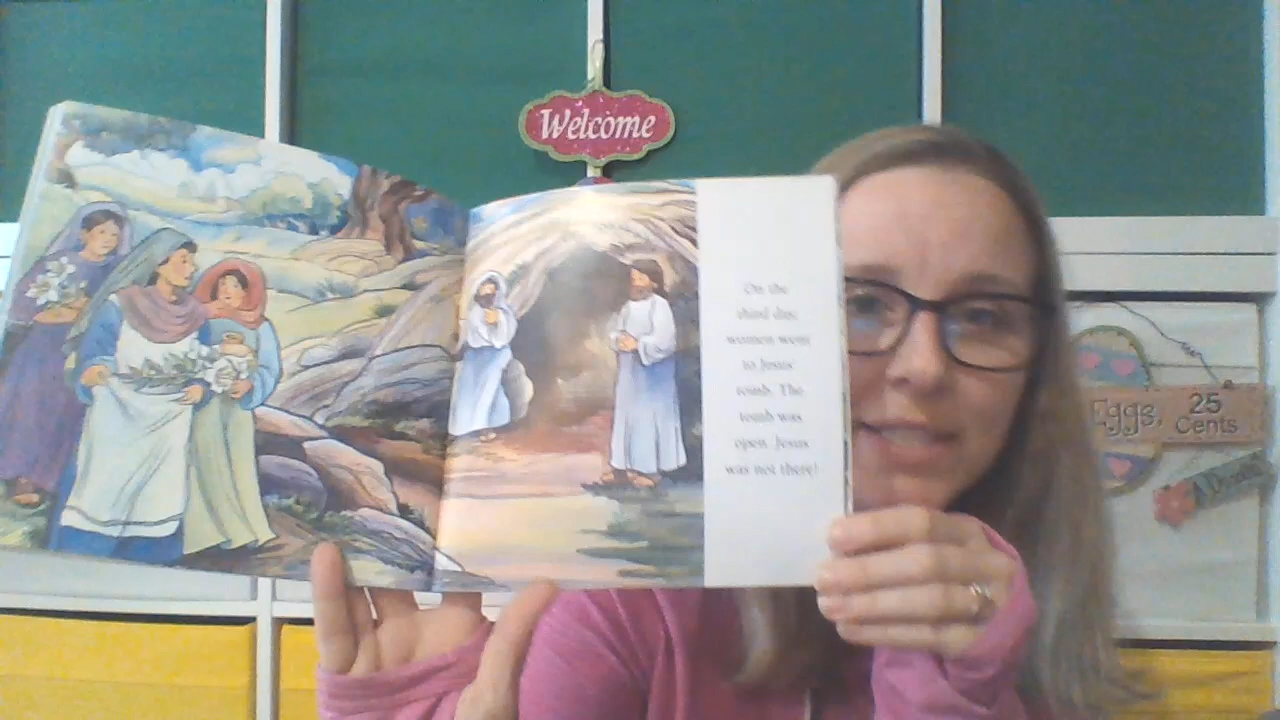 Welcome
On the
third day,
women went
to Jesus'
tomb. The
tomb was
open. Jesus
was not there!
Eggs,
25
Cents
A Dozen